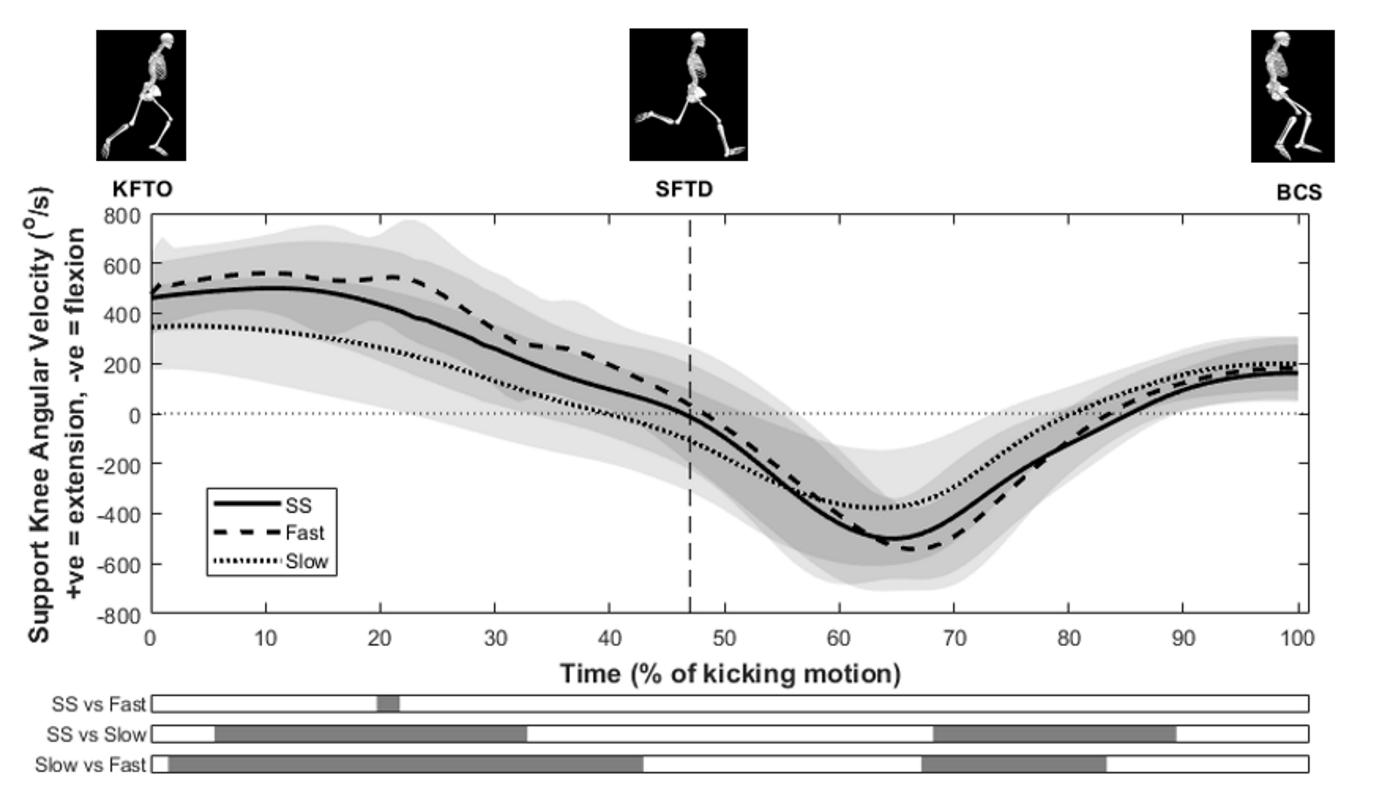 KFTO SFTD BCS
Support Knee Angular Velocity (°/s)
+ve = extension, -ve = flexion
800
600
400
200
0
-200
-400
-600
-800
SS
Fast
Slow
0 10 20 30 40 50 60 70 80 90 100
Time (% of kicking motion)
SS vs Fast
SS vs Slow
Slow vs Fast